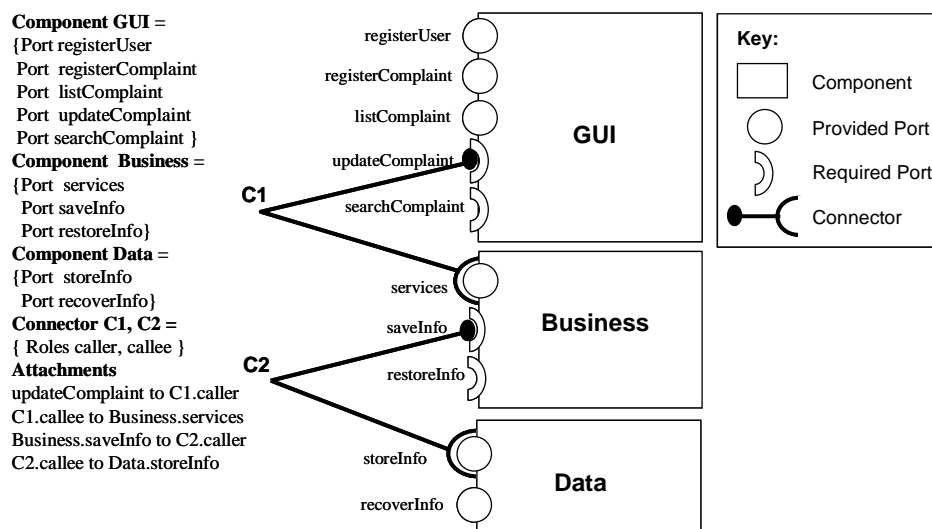 Component GUI =
{Port registerUser
Port registerComplaint
Port listComplaint
Port updateComplaint
Port searchComplaint }
Component Business =
{Port services
Port saveInfo
Port restoreInfo}
Component Data =
{Port storeInfo
Port recoverInfo}
Connector C1, C2 =
{ Roles caller, callee }
Attachments
updateComplaint to C1.caller
C1.callee to Business.services
Business.saveInfo to C2.caller
C2.callee to Data.storeInfo
registerUser
registerComplaint
listComplaint
updateComplaint
searchComplaint
GUI
C1
services
saveInfo
restoreInfo
Business
C2
storeInfo
recoverInfo
Data
Key:
Component
Provided Port
Required Port
Connector